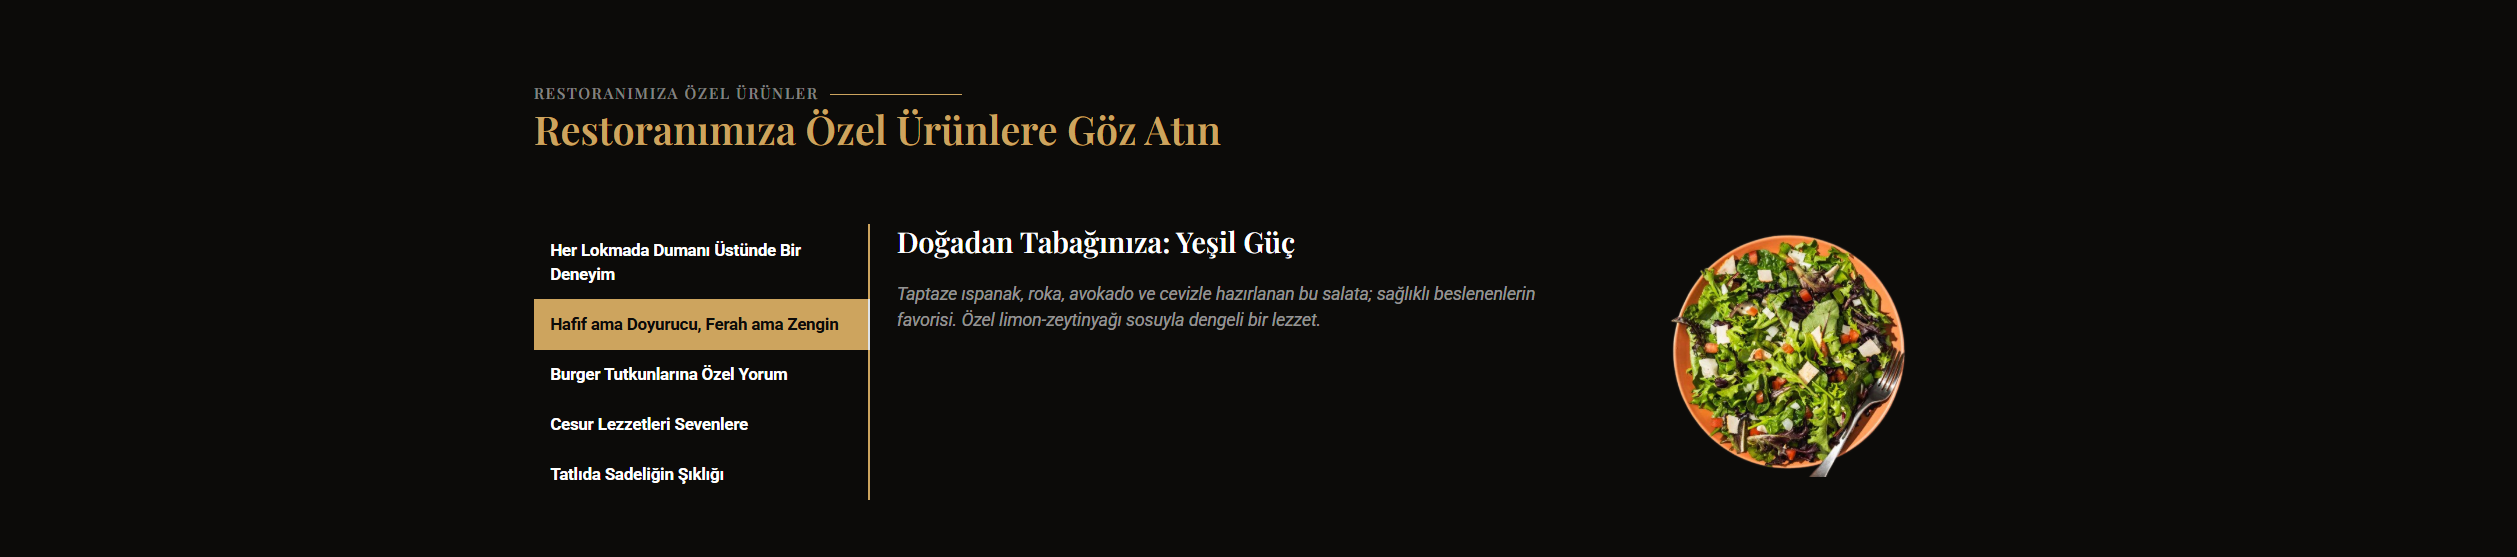 RESTORANIMIZA ÖZEL ÜRÜNLER
Restoranımıza Özel Ürünlere Göz Atın
Her Lokmada Dumanı Üstünde Bir
Deneyim
Hafif ama Doyurucu, Ferah ama Zengin
Burger Tutkunlarına Özel Yorum
Cesur Lezzetleri Sevenlere
Tatlıda Sadeliğin Şıklığı
Doğadan Tabağınıza: Yeşil Güç
Taptaze ıspanak, roka, avokado ve cevizle hazırlanan bu salata; sağlıklı beslenenlerin
favorisi. Özel limon-zeytinyağı sosuyla dengeli bir lezzet.